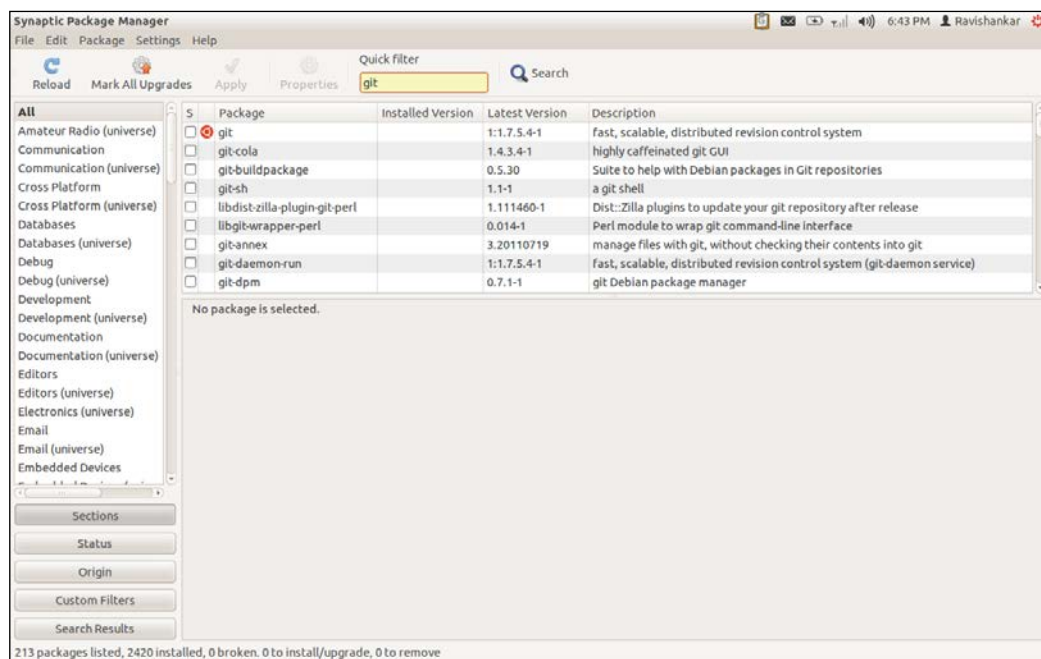 Synaptic Package Manager
6:43 PM Ravishankar
File Edit Package Settings Help
Reload
Mark All Upgrades
Apply
Properties
Quick filter
git
Search
All
Amateur Radio (universe)
Communication
Communication (universe)
Cross Platform
Cross Platform (universe)
Databases
Databases (universe)
Debug
Debug (universe)
Development
Development (universe)
Documentation
Documentation (universe)
Editors
Editors (universe)
Electronics (universe)
Email
Email (universe)
Embedded Devices
Sections
Status
Origin
Custom Filters
Search Results
S Package Installed Version Latest Version Description
git 1:1.7.5.4-1 fast, scalable, distributed revision control system
git-cola 1.4.3.4-1 highly caffeinated git GUI
git-buildpackage 0.5.30 Suite to help with Debian packages in Git repositories
git-sh 1.1-1 a git shell
libdist-zilla-plugin-git-perl 1.111460-1 Dist::Zilla plugins to update your git repository after release
libgit-wrapper-perl 0.014-1 Perl module to wrap git command-line interface
git-annex 3.20110719 manage files with git, without checking their contents into git
git-daemon-run 1:1.7.5.4-1 fast, scalable, distributed revision control system (git-daemon service)
git-dpm 0.7.1-1 git Debian package manager
No package is selected.
213 packages listed, 2420 installed, 0 broken. 0 to install/upgrade, 0 to remove